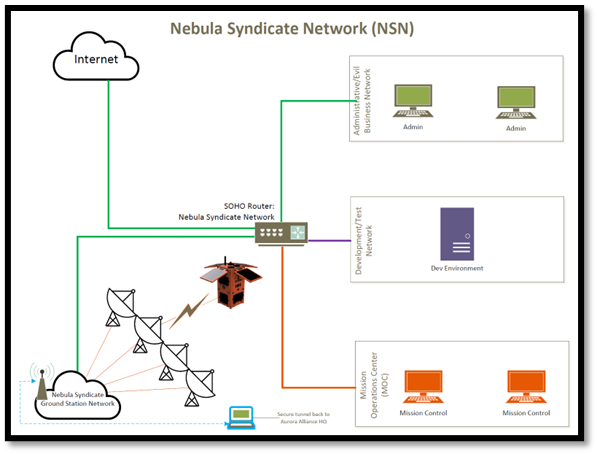 Nebula Syndicate Network (NSN)
Internet
Administrative/Evil
Business Network
Admin
Admin
SOHO Router:
Nebula Syndicate Network
Development/Test
Network
Dev Environment
Mission
Operations Center
(MOC)
Mission Control
Mission Control
Nebula Syndicate
Ground Station Network
Secure tunnel back to
Aurora Alliance HQ